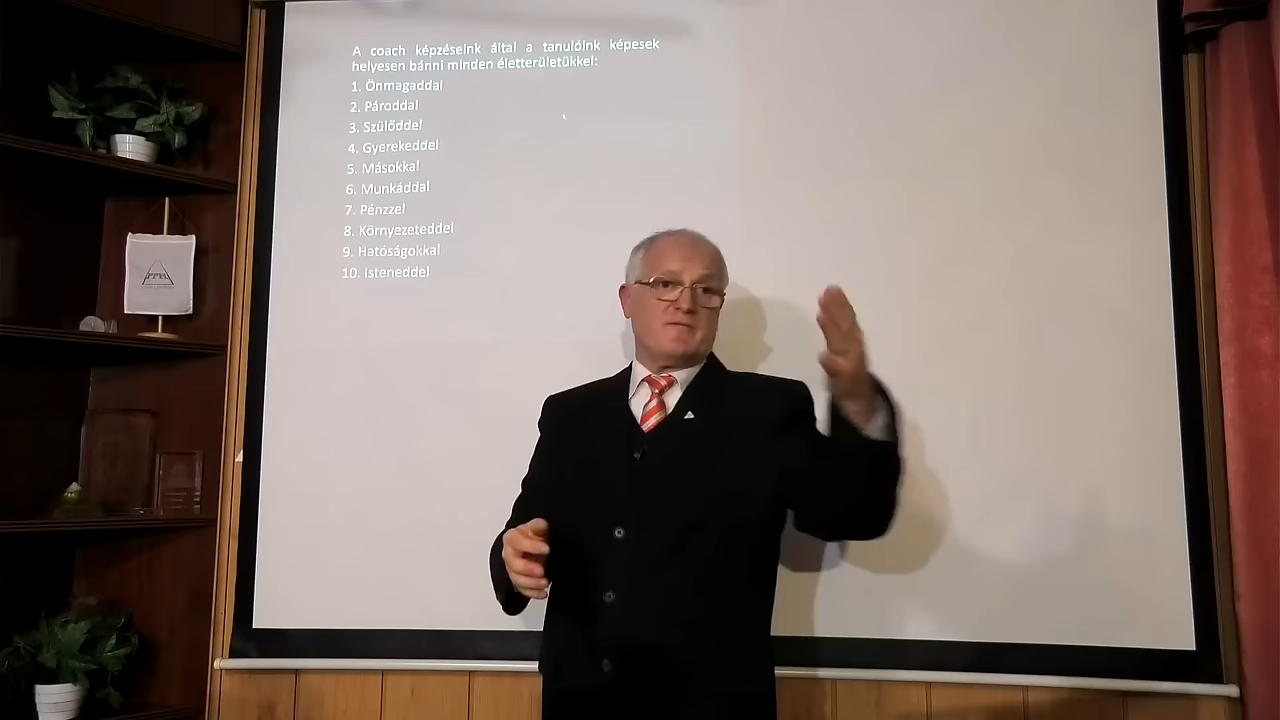 A coach képzéseink által a tanulóink képesek
helyesen bánni minden életterületükkel:
1. Önmagaddal
2. Pároddal
3. Szülőddel
4. Gyerekeddel
5. Másokkal
6. Munkáddal
7. Pénzzel
8. Környezeteddel
9. Hatóságokkal
10. Isteneddel